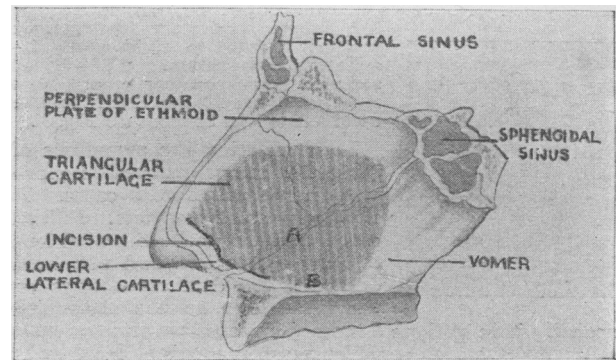 FRONTAL SINUS
PERPENDICULAR
PLATE OF ETHMOID
SPHENOIDAL
SINUS
TRIANGULAR
CARTILAGE
A
INCISION
VOMER
LOWER
LATERAL CARTILAGE
B